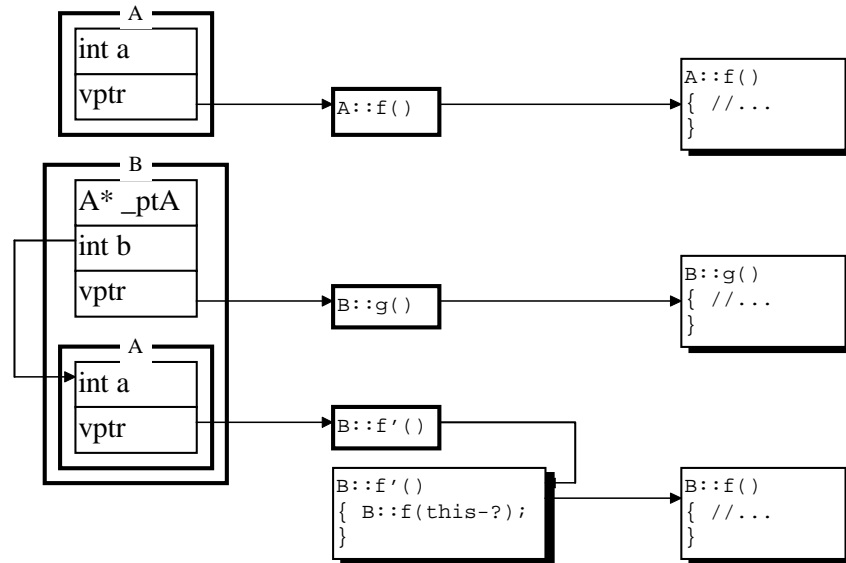 A
int a
vptr
A::f()
A::f()
{ //...
}
B
A* _ptA
int b
vptr
B::g()
B::g()
{ //...
}
A
int a
vptr
B::f'()
B::f'()
{ B::f(this-?);
}
B::f()
{ //...
}